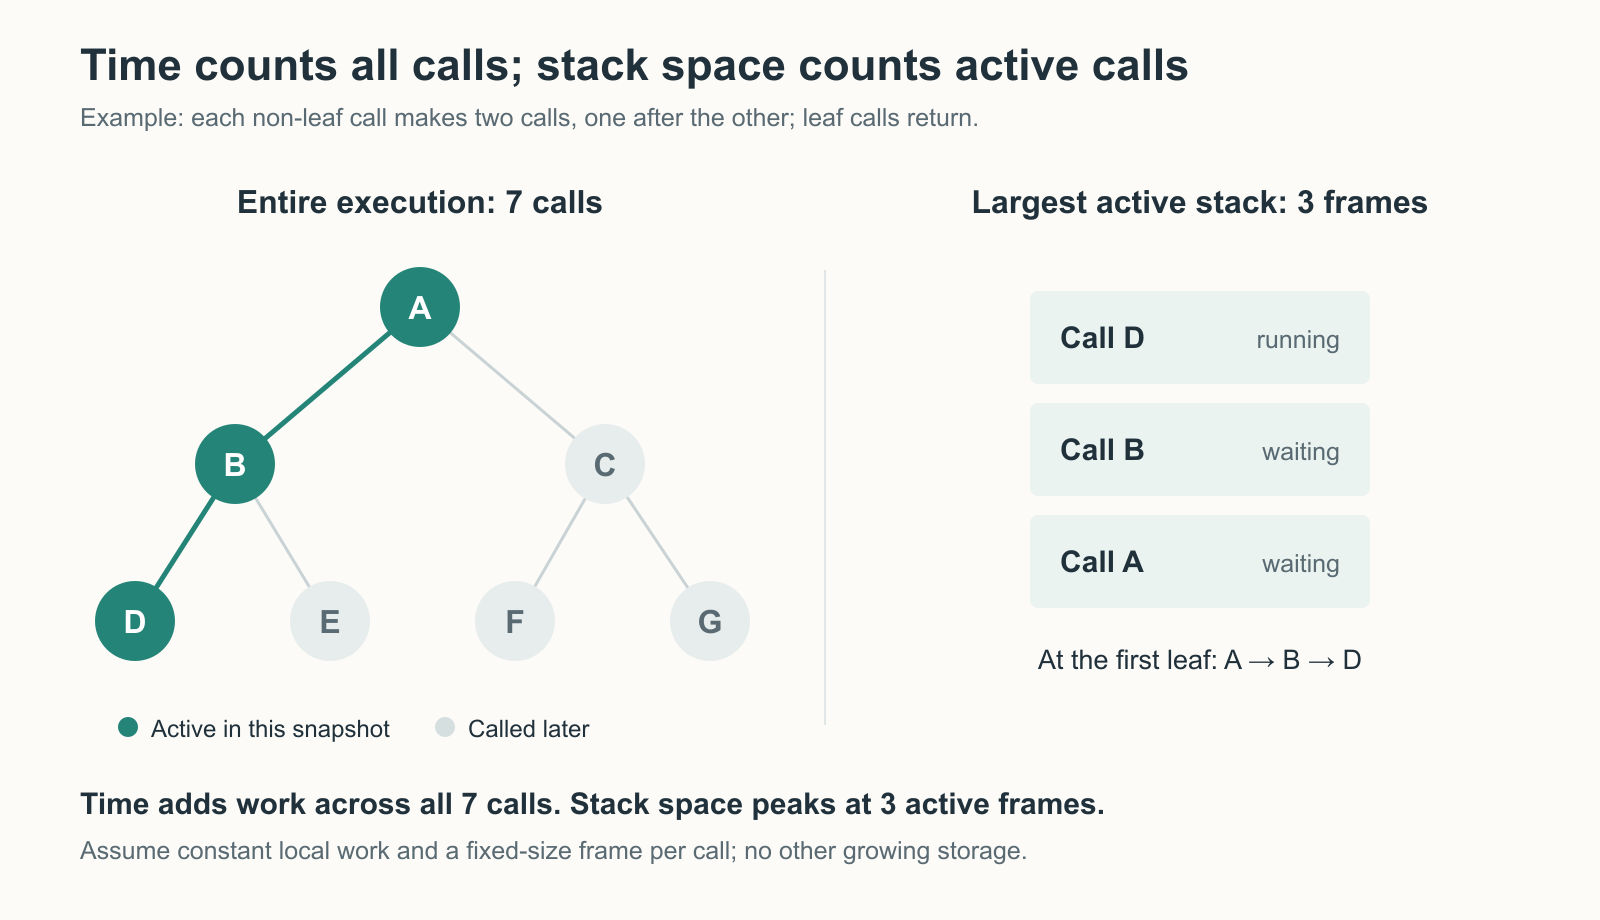 Time counts all calls; stack space counts active calls
Example: each non-leaf call makes two calls, one after the other; leaf calls return.
Entire execution: 7 calls
A
B
C
D
E
F
G
Active in this snapshot
Called later
Largest active stack: 3 frames
Call D
running
Call B
waiting
Call A
waiting
At the first leaf: A → B → D
Time adds work across all 7 calls. Stack space peaks at 3 active frames.
Assume constant local work and a fixed-size frame per call; no other growing storage.